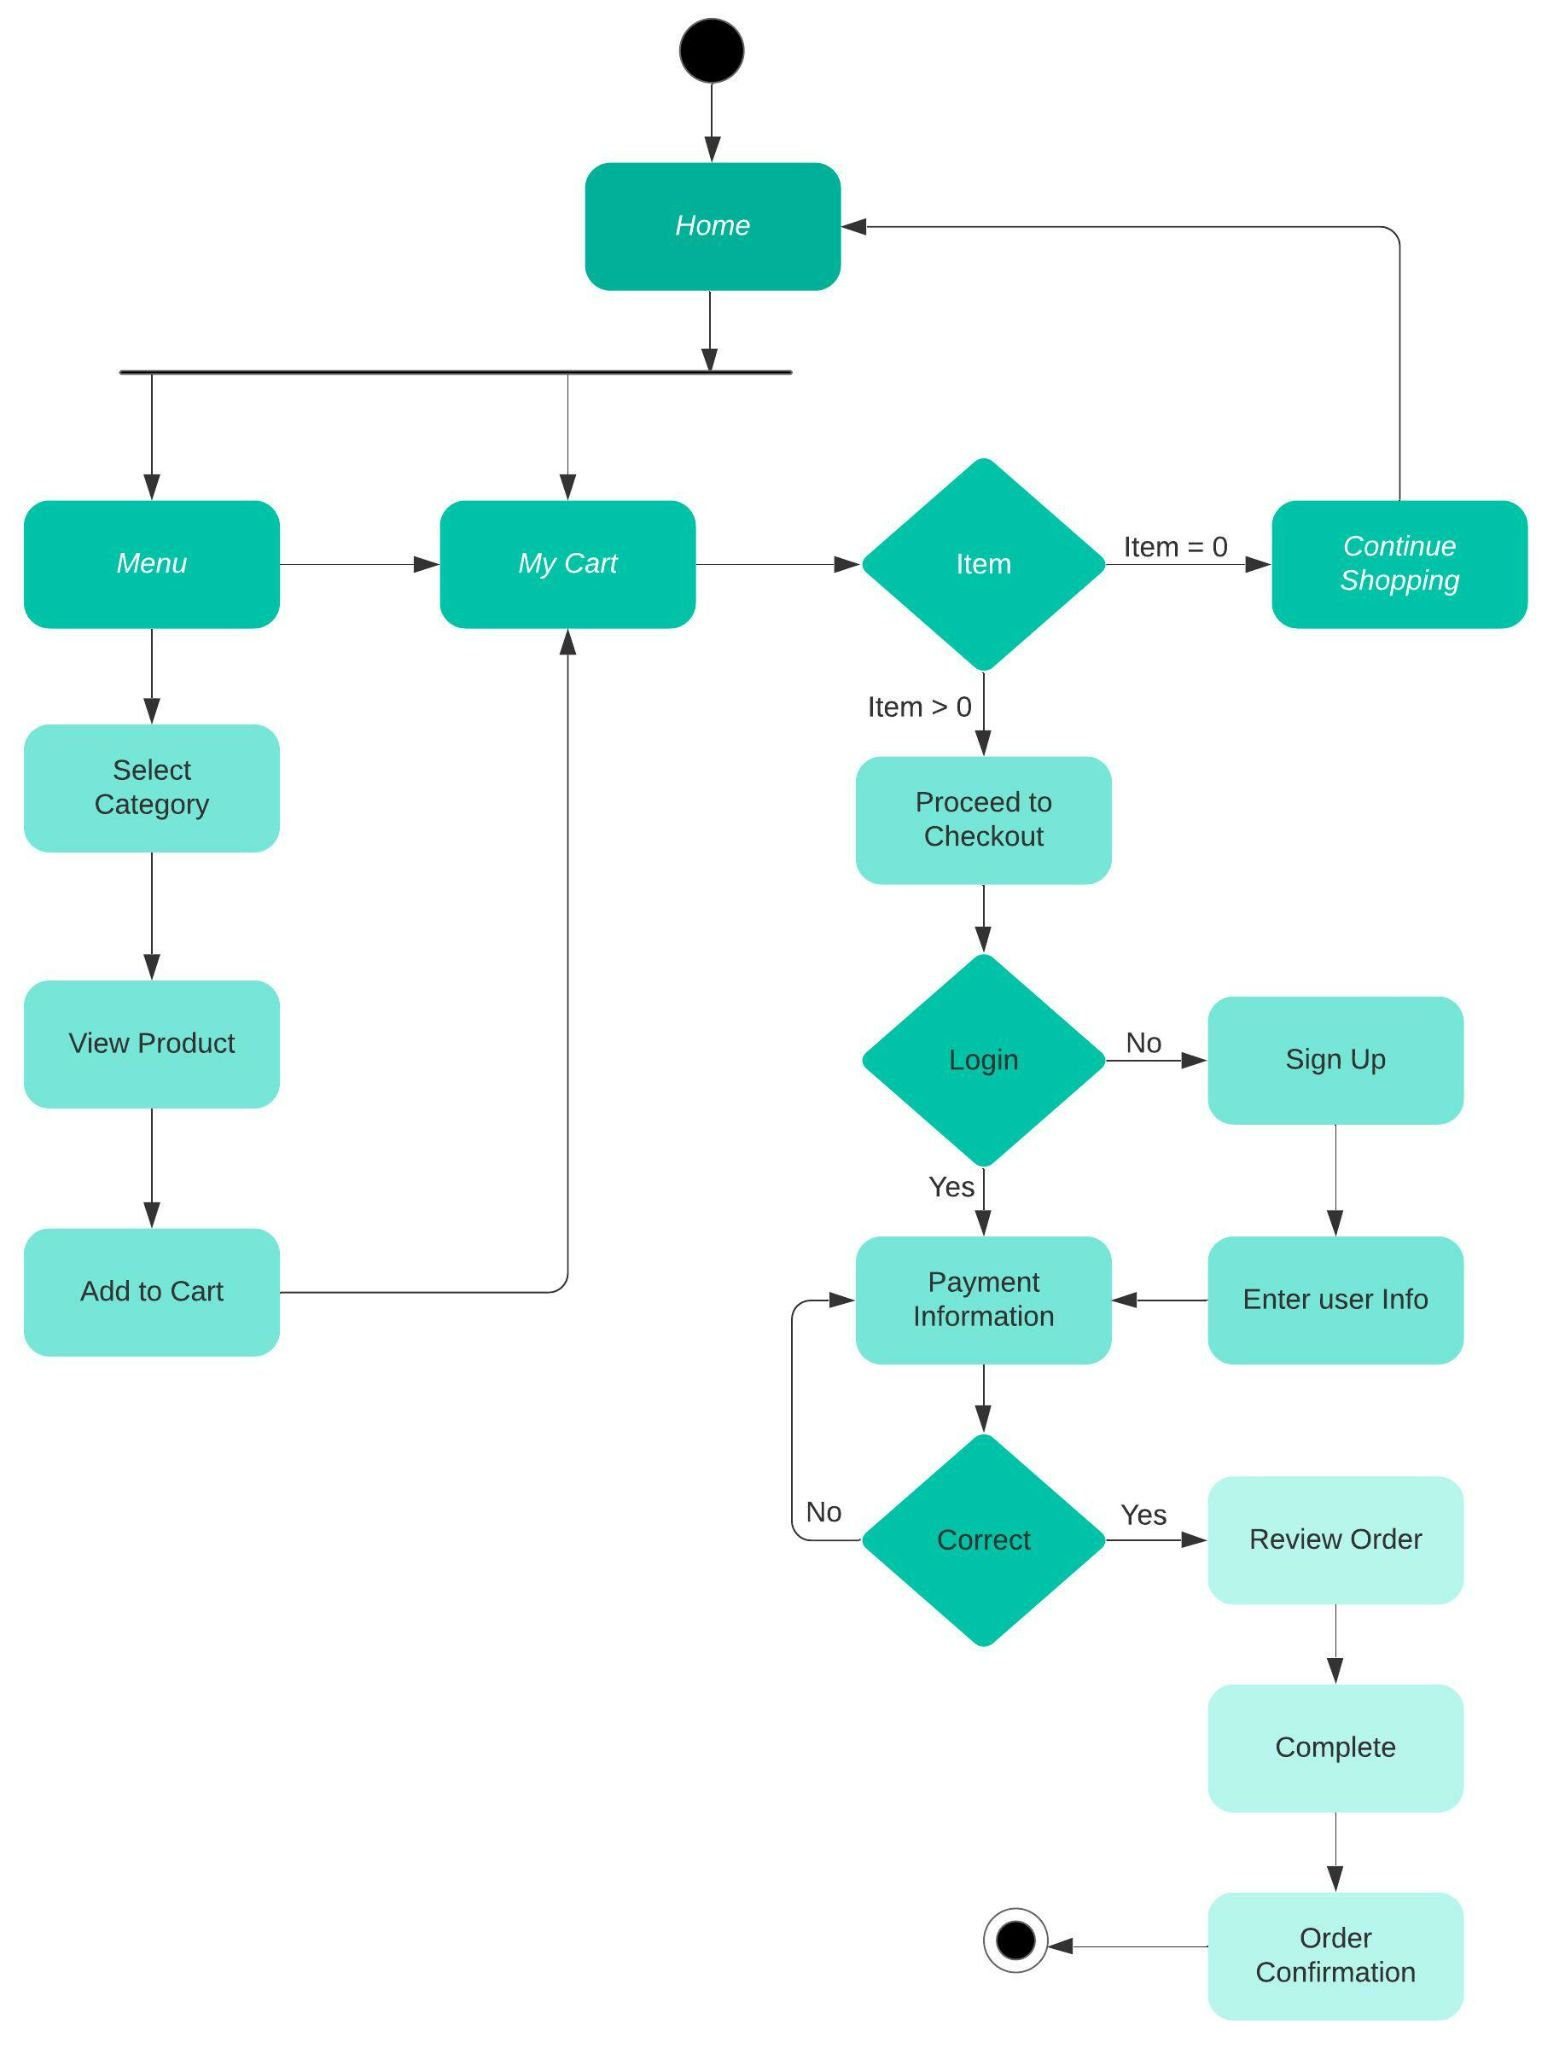 Home
Menu
My Cart
Item
Item = 0
Continue
Shopping
Item > 0
Select
Category
Proceed to
Checkout
View Product
Login
No
Sign Up
Yes
Add to Cart
Payment
Information
Enter user Info
No
Correct
Yes
Review Order
Complete
Order
Confirmation